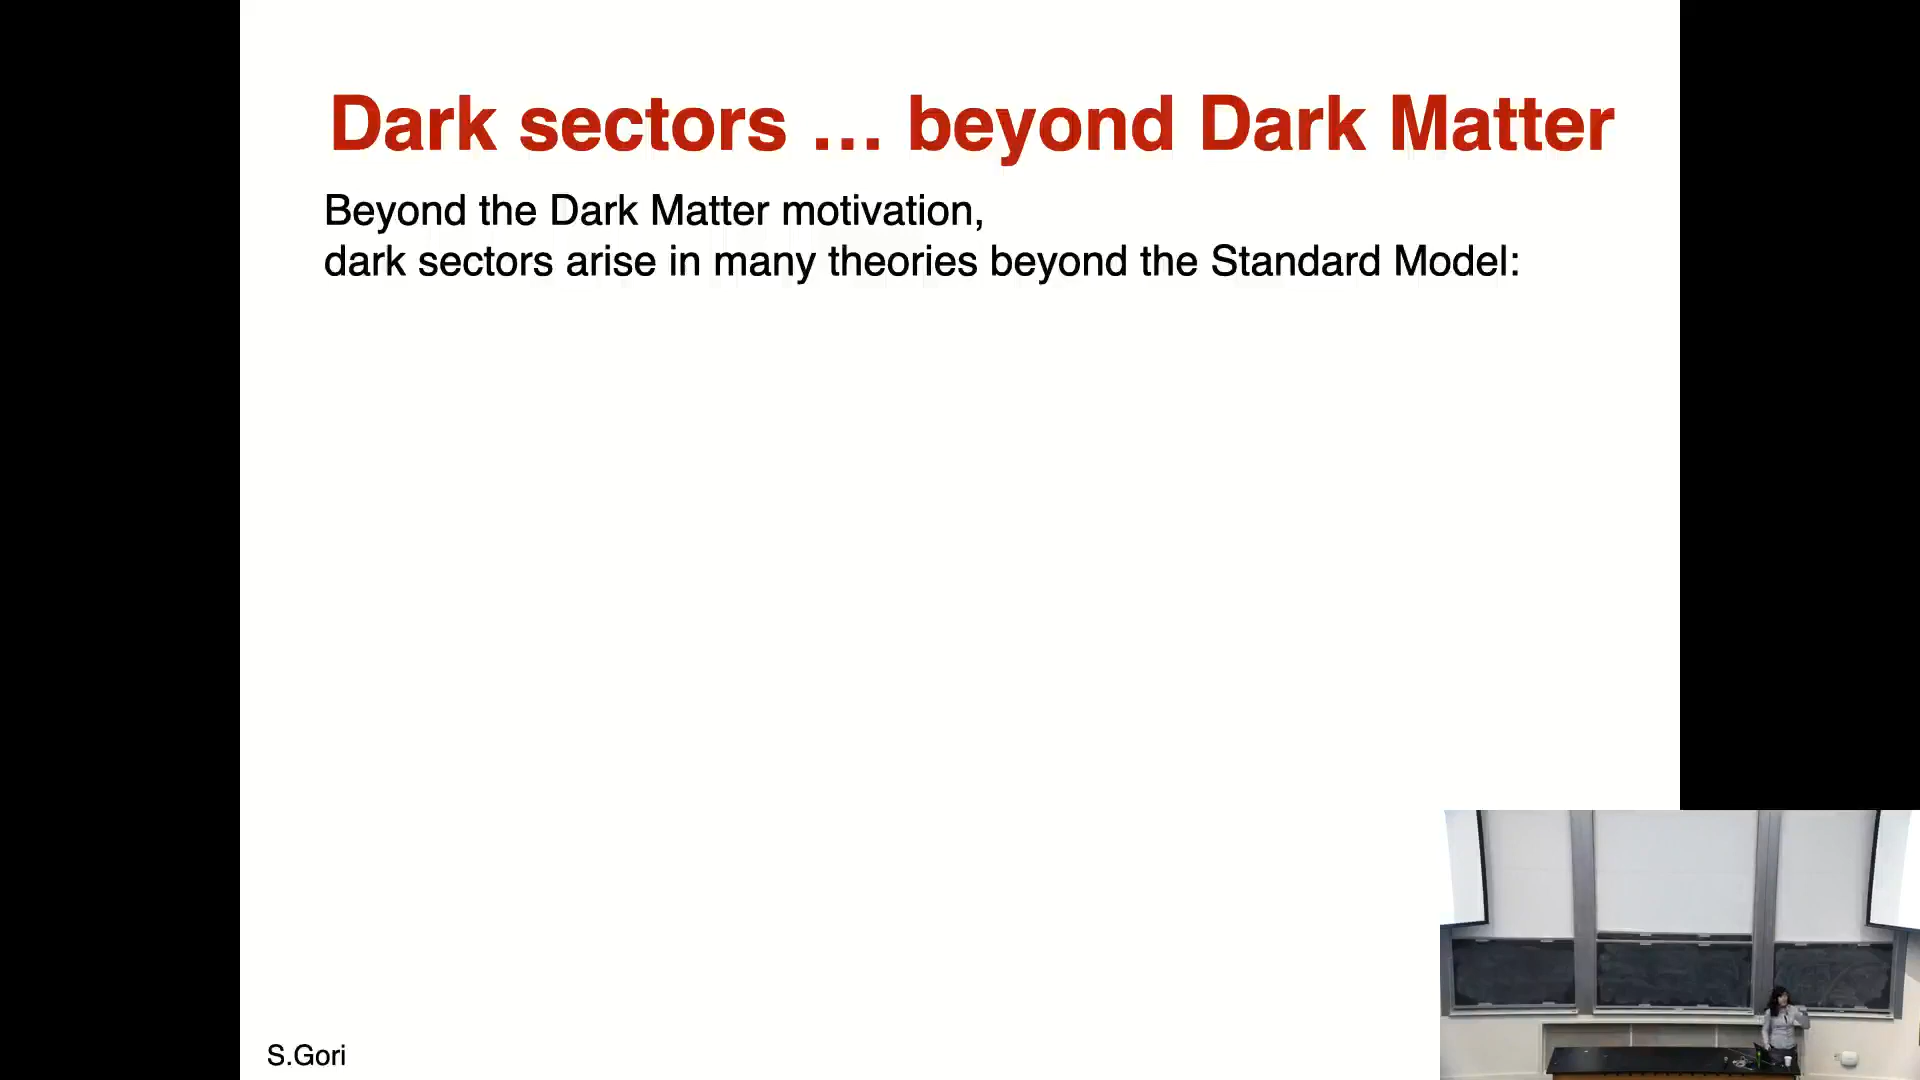 Dark sectors … beyond Dark Matter
Beyond the Dark Matter motivation,
dark sectors arise in many theories beyond the Standard Model:
S.Gori